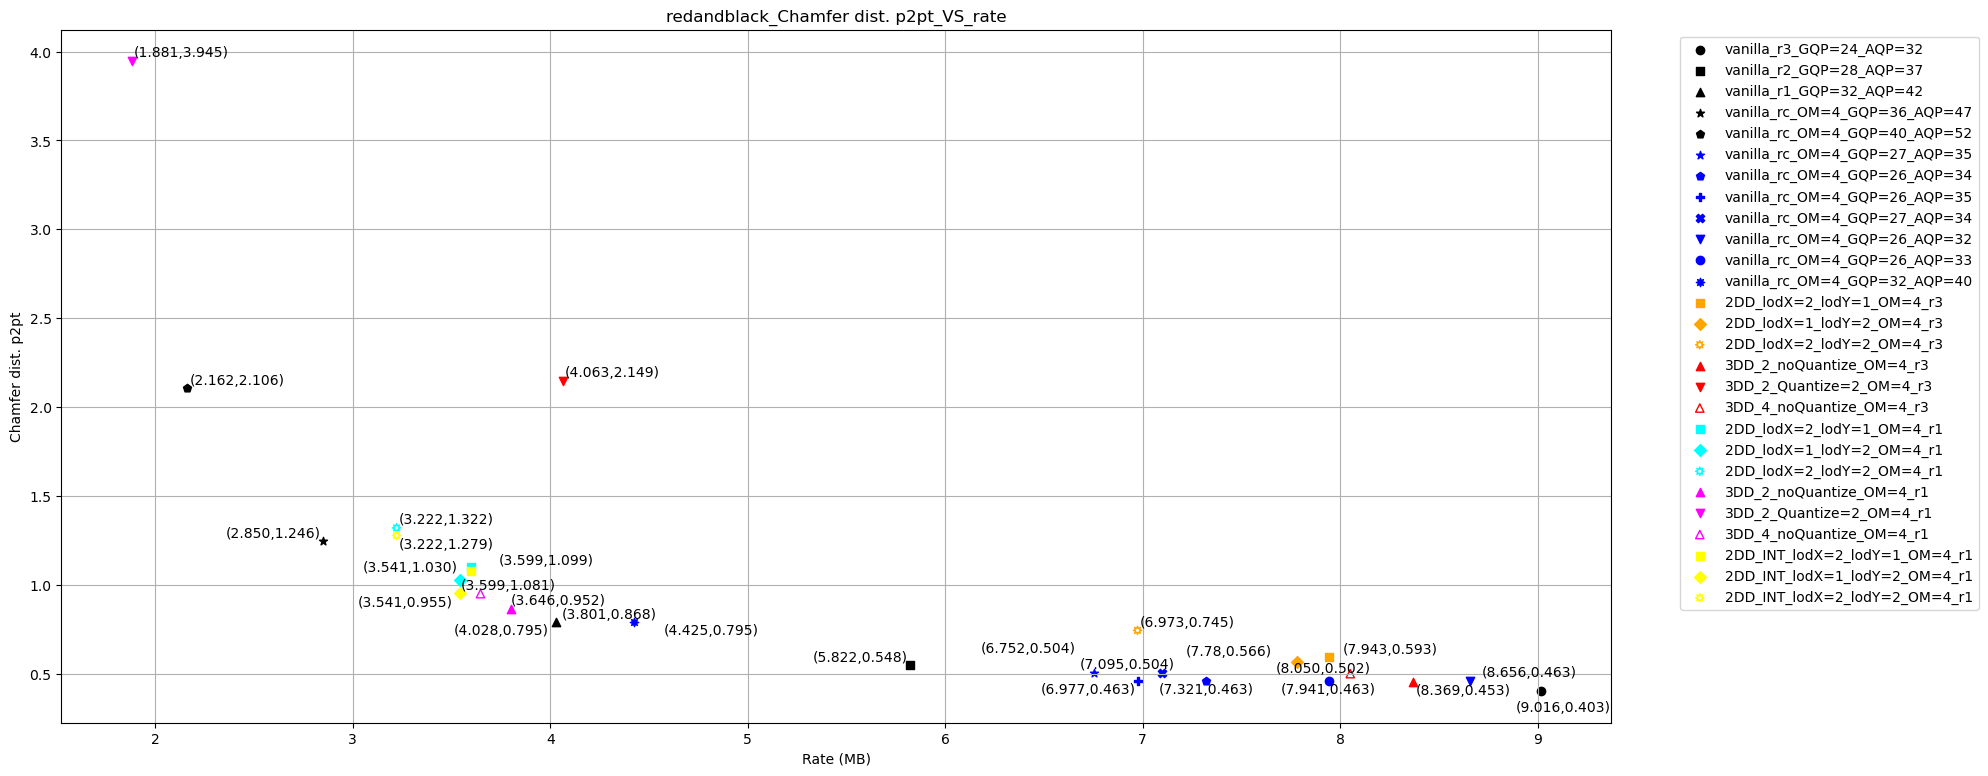 redandblack_Chamfer dist. p2pt_VS_rate
Chamfer dist. p2pt
4.0
3.5
3.0
2.5
2.0
1.5
1.0
0.5
(1.881,3.945)
(4.063,2.149)
(2.162,2.106)
(3.222,1.322)
(2.850,1.246)
(3.222,1.279)
(3.599,1.099)
(3.541,1.030)
(3.599,1.081)
(3.541,0.955)
(3.646,0.952)
(3.801,0.868)
(4.028,0.795)
(4.425,0.795)
(6.973,0.745)
(5.822,0.548)
(6.752,0.504)
(7.095,0.504)
(7.78,0.566)
(7.943,0.593)
(8.050,0.502)
(8.656,0.463)
(6.977,0.463)
(7.321,0.463)
(7.941,0.463)
(8.369,0.453)
(9.016,0.403)
2
3
4
5
6
7
8
9
Rate (MB)
vanilla_r3_GQP=24_AQP=32
vanilla_r2_GQP=28_AQP=37
vanilla_r1_GQP=32_AQP=42
vanilla_rc_OM=4_GQP=36_AQP=47
vanilla_rc_OM=4_GQP=40_AQP=52
vanilla_rc_OM=4_GQP=27_AQP=35
vanilla_rc_OM=4_GQP=26_AQP=34
vanilla_rc_OM=4_GQP=26_AQP=35
vanilla_rc_OM=4_GQP=27_AQP=34
vanilla_rc_OM=4_GQP=26_AQP=32
vanilla_rc_OM=4_GQP=26_AQP=33
vanilla_rc_OM=4_GQP=32_AQP=40
2DD_lodX=2_lodY=1_OM=4_r3
2DD_lodX=1_lodY=2_OM=4_r3
2DD_lodX=2_lodY=2_OM=4_r3
3DD_2_noQuantize_OM=4_r3
3DD_2_Quantize=2_OM=4_r3
3DD_4_noQuantize_OM=4_r3
2DD_lodX=2_lodY=1_OM=4_r1
2DD_lodX=1_lodY=2_OM=4_r1
2DD_lodX=2_lodY=2_OM=4_r1
3DD_2_noQuantize_OM=4_r1
3DD_2_Quantize=2_OM=4_r1
3DD_4_noQuantize_OM=4_r1
2DD_INT_lodX=2_lodY=1_OM=4_r1
2DD_INT_lodX=1_lodY=2_OM=4_r1
2DD_INT_lodX=2_lodY=2_OM=4_r1